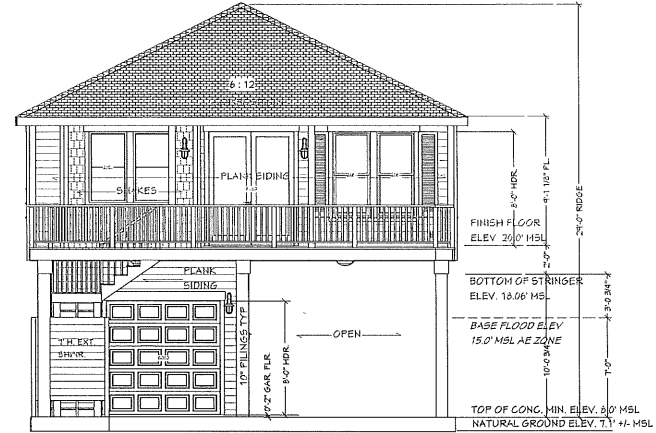 6 : 12
SHAKES
PLANK SIDING
8'-0" HDR.
9'-1 1/8" PL.
29'-0" RIDGE
FINISH FLOOR
ELEV 20.0' MSL
2'-0"
PLANK
SIDING
BOTTOM OF STRINGER
ELEV. 18.06' MSL
3'-0 3/4"
BASE FLOOD ELEV
15.0' MSL AE ZONE
OPEN
10" PILINGS TYP
T.H. EXT.
STAIR
0'-2" GAR. FLR.
8'-0" HDR.
10'-0 3/4"
7'-0"
TOP OF CONC. MIN. ELEV. 8.0' MSL
NATURAL GROUND ELEV. 7.1' +/- MSL